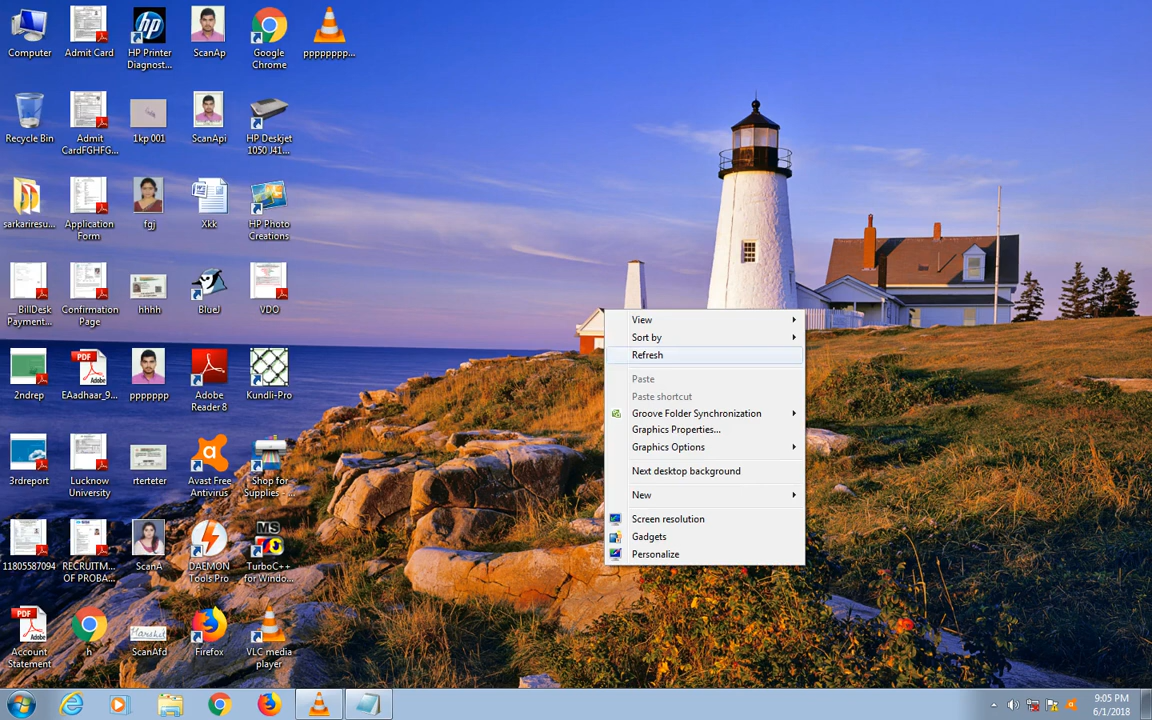 Computer
Admit Card
HP Printer
Diagnost...
ScanAp
Google
Chrome
pppppppp...
Recycle Bin
Admit
CardFGHFG...
1kp 001
ScanApi
HP Deskjet
1050 J41...
sarkariresu...
Application
Form
fgj
Xkk
HP Photo
Creations
__BillDesk
Payment...
Confirmation
Page
hhhh
BlueJ
VDO
2ndrep
EAadhaar_9...
ppppppp
Adobe
Reader 8
Kundli-Pro
3rdreport
Lucknow
University
rterteter
Avast Free
Antivirus
Shop for
Supplies - ...
11805587094
RECRUITM...
OF PROBA...
ScanA
DAEMON
Tools Pro
TurboC++
for Windo...
Account
Statement
h
ScanAfd
Firefox
VLC media
player
View
Sort by
Refresh
Paste
Paste shortcut
Groove Folder Synchronization
Graphics Properties...
Graphics Options
Next desktop background
New
Screen resolution
Gadgets
Personalize
9:05 PM
6/1/2018